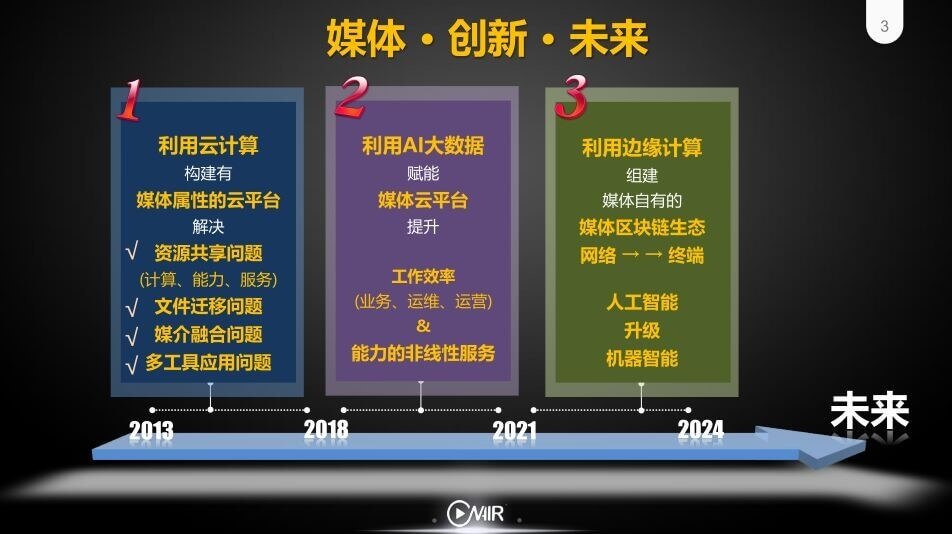 3
媒体·创新·未来
1
利用云计算
构建有
媒体属性的云平台
解决
√ 资源共享问题
(计算、能力、服务)
√ 文件迁移问题
√ 媒介融合问题
√ 多工具应用问题
2
利用AI大数据
赋能
媒体云平台
提升
工作效率
(业务、运维、运营)
&
能力的非线性服务
3
利用边缘计算
组建
媒体自有的
媒体区块链生态
网络 → → 终端
人工智能
升级
机器智能
2013
2018
2021
2024
未来